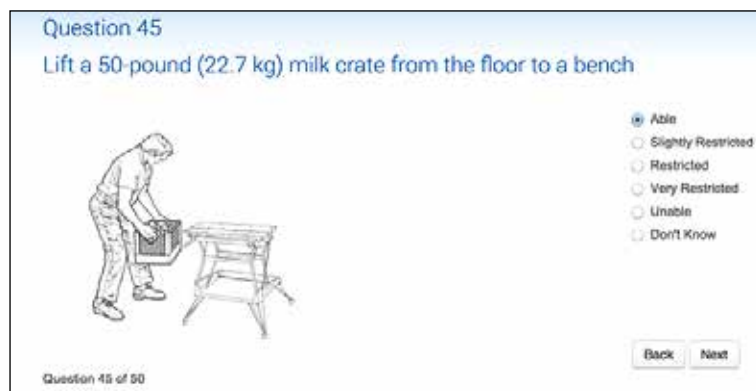 Question 45
Lift a 50-pound (22.7 kg) milk crate from the floor to a bench
Able
Slightly Restricted
Restricted
Very Restricted
Unable
Don't Know
Back
Next
Question 45 of 50